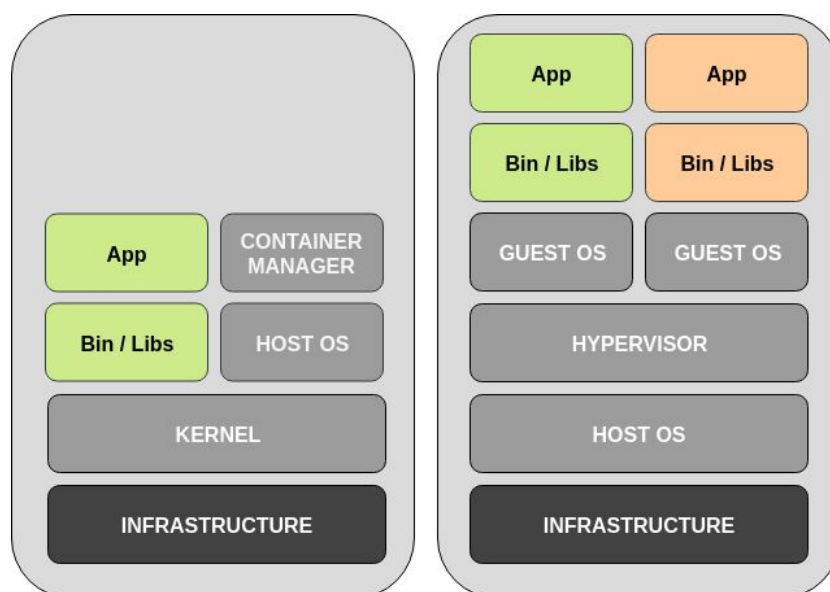 App
CONTAINER
MANAGER
Bin / Libs
HOST OS
KERNEL
INFRASTRUCTURE
App
App
Bin / Libs
Bin / Libs
GUEST OS
GUEST OS
HYPERVISOR
HOST OS
INFRASTRUCTURE